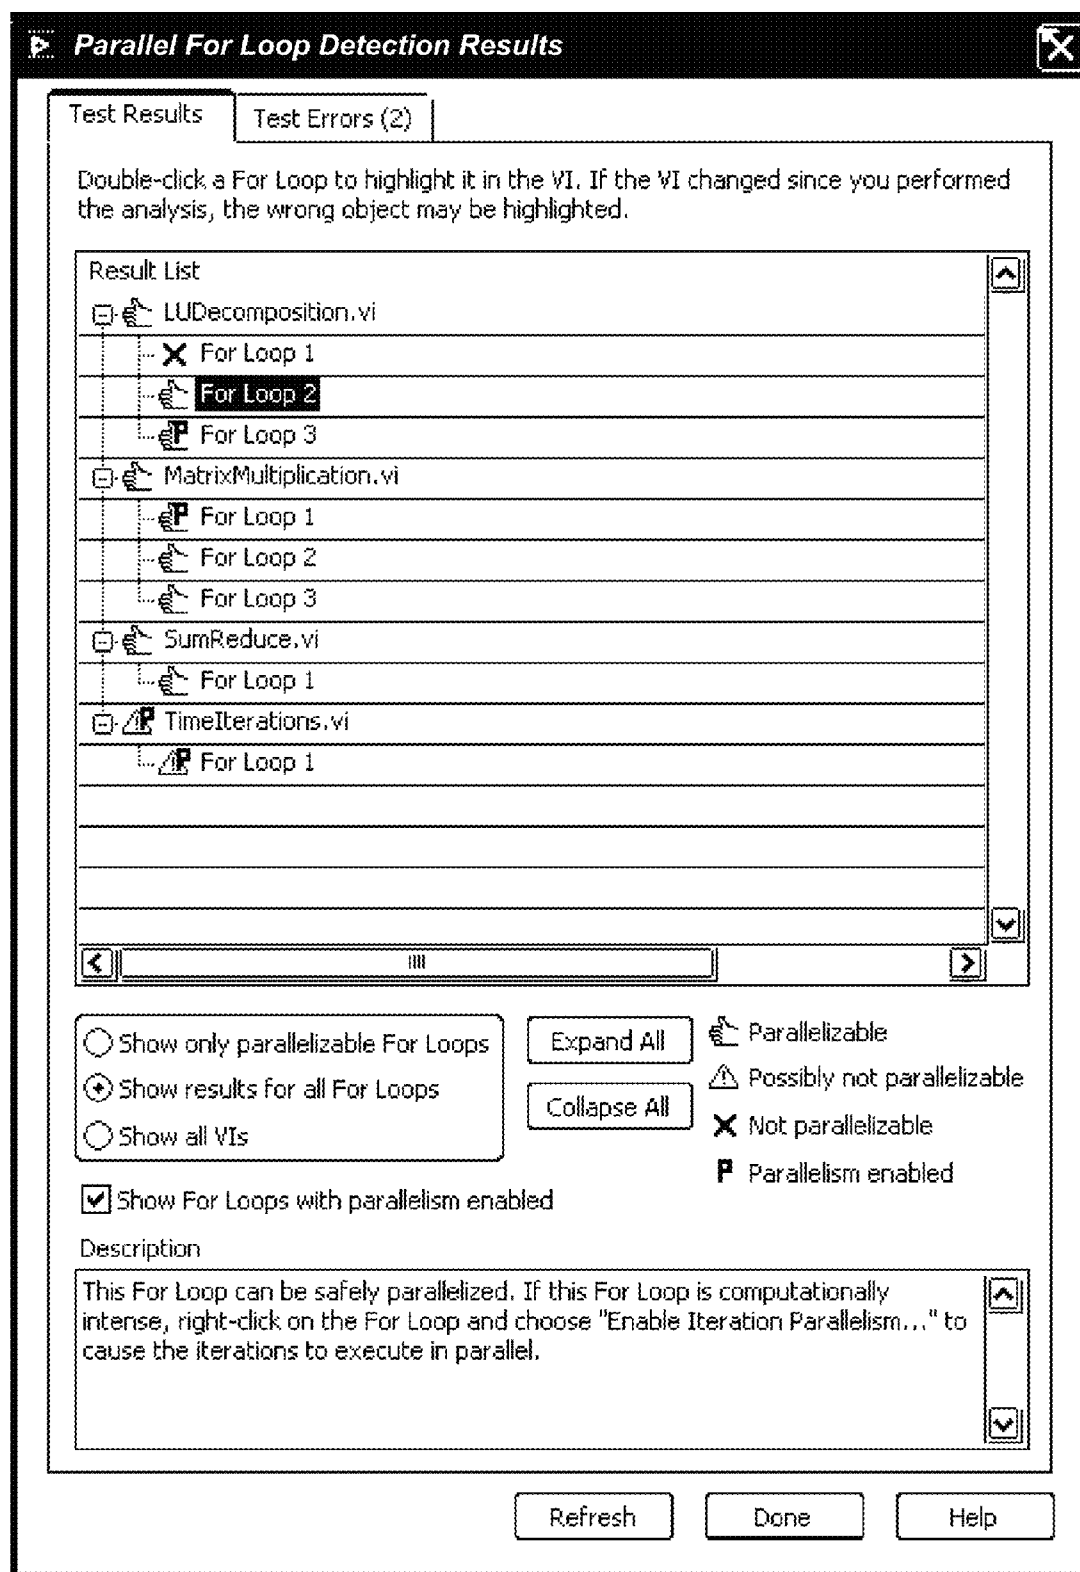 Parallel For Loop Detection Results
Test Results
Test Errors (2)
Double-click a For Loop to highlight it in the VI. If the VI changed since you performed
the analysis, the wrong object may be highlighted.
Result List
LUDecomposition.vi
For Loop 1
For Loop 2
P For Loop 3
MatrixMultiplication.vi
P For Loop 1
For Loop 2
For Loop 3
SumReduce.vi
For Loop 1
P TimeIterations.vi
P For Loop 1
Show only parallelizable For Loops
Show results for all For Loops
Show all VIs
Expand All
Collapse All
Parallelizable
Possibly not parallelizable
Not parallelizable
P Parallelism enabled
Show For Loops with parallelism enabled
Description
This For Loop can be safely parallelized. If this For Loop is computationally
intense, right-click on the For Loop and choose "Enable Iteration Parallelism..." to
cause the iterations to execute in parallel.
Refresh
Done
Help